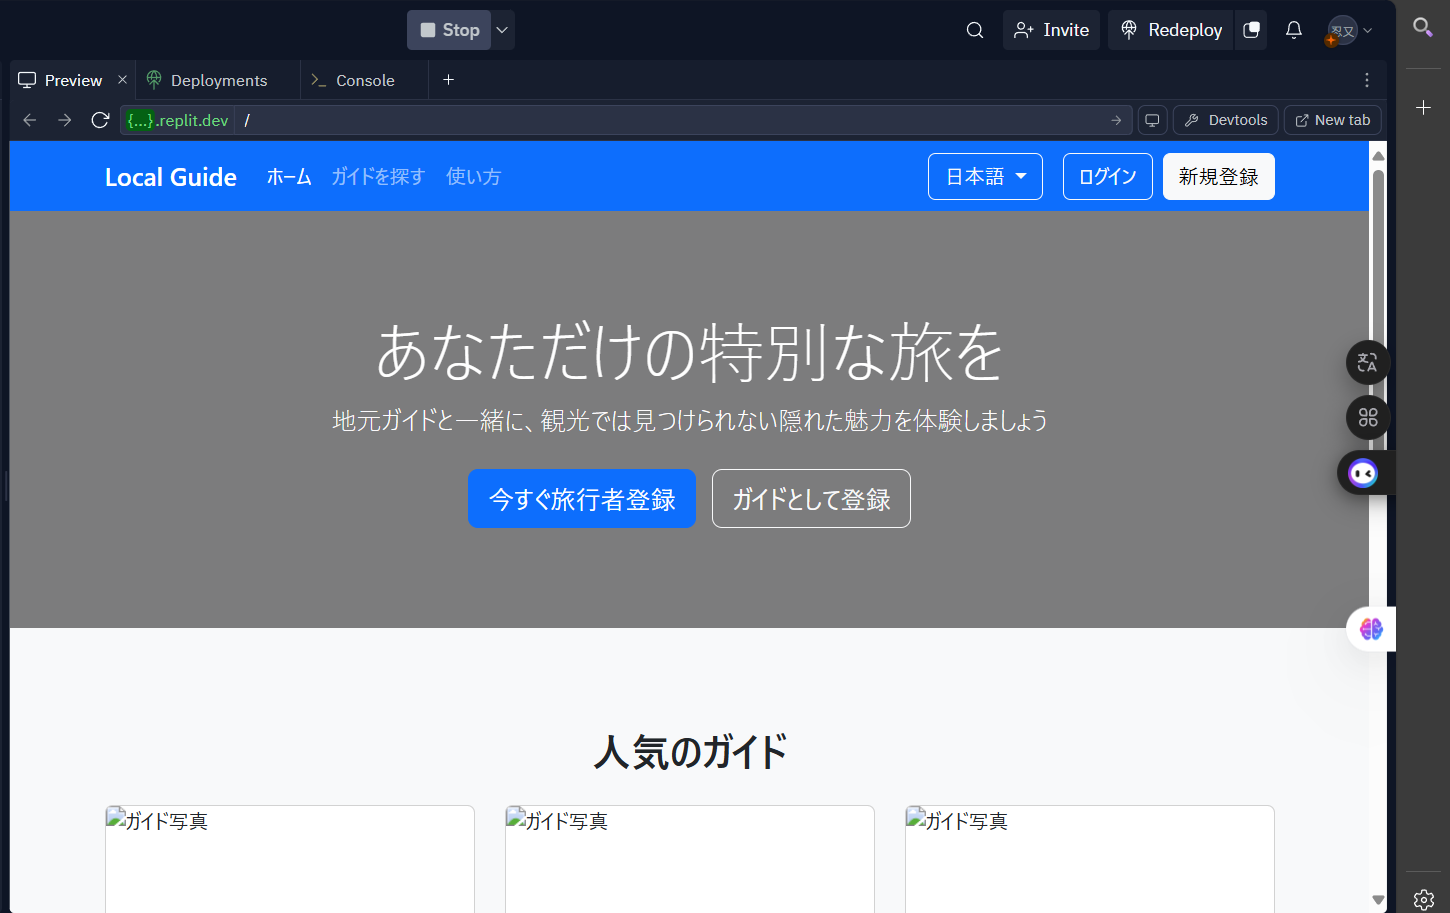 Stop
Invite
Redeploy
忍又
Preview
Deployments
Console
{...}.replit.dev
/
Devtools
New tab
Local Guide
ホーム
ガイドを探す
使い方
日本語
ログイン
新規登録
あなただけの特別な旅を
地元ガイドと一緒に、観光では見つけられない隠れた魅力を体験しましょう
今すぐ旅行者登録
ガイドとして登録
人気のガイド
ガイド写真
ガイド写真
ガイド写真